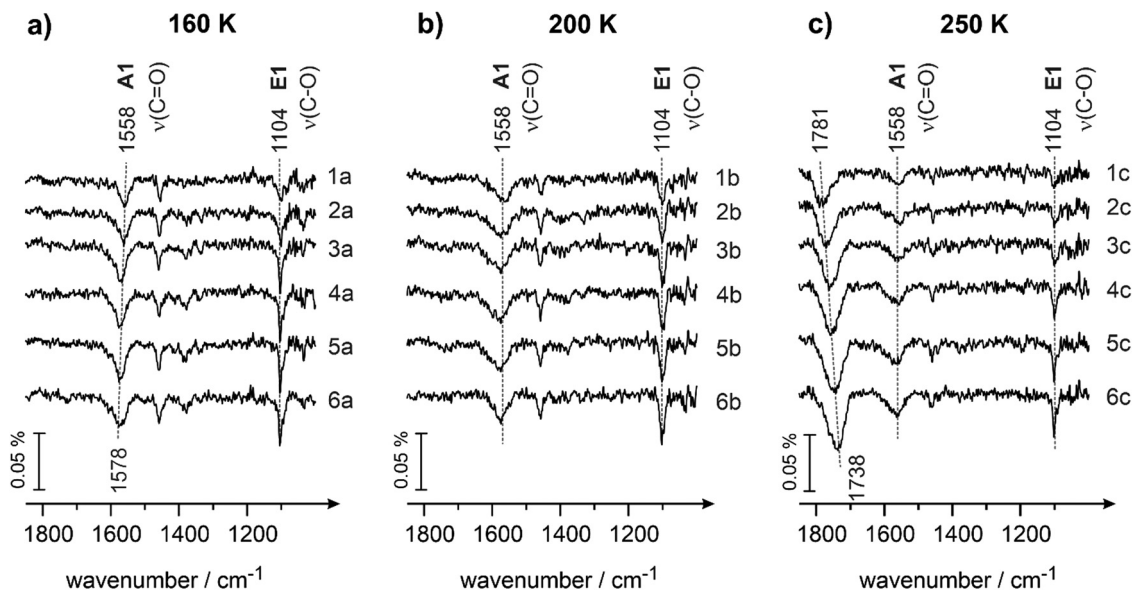 a) 160 K
1558 A1
ν(C=O)
1104 E1
ν(C-O)
1a
2a
3a
4a
5a
6a
0.05 %
1578
1800 1600 1400 1200
wavenumber / cm⁻¹
b) 200 K
1558 A1
ν(C=O)
1104 E1
ν(C-O)
1b
2b
3b
4b
5b
6b
0.05 %
1800 1600 1400 1200
wavenumber / cm⁻¹
c) 250 K
1781
1558 A1
ν(C=O)
1104 E1
ν(C-O)
1c
2c
3c
4c
5c
6c
0.05 %
1738
1800 1600 1400 1200
wavenumber / cm⁻¹